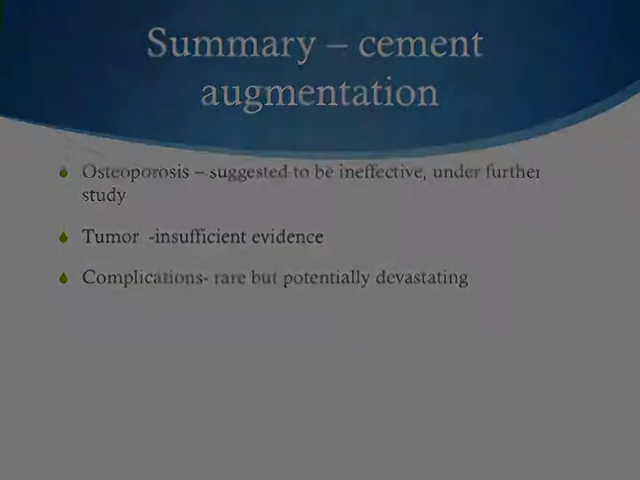 Summary – cement
augmentation
Osteoporosis – suggested to be ineffective, under further
study
Tumor -insufficient evidence
Complications- rare but potentially devastating